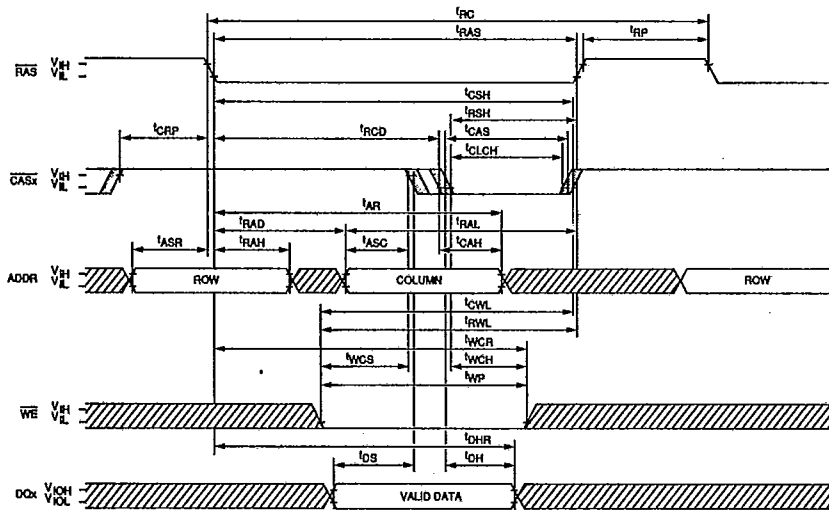 tRC
tRAS
tRP
RAS VIH
VIL
tCSH
tRSH
tCRP
tRCD
tCAS
tCLCH
CASx VIH
VIL
tAR
tRAD
tRAL
tASR
tRAH
tASC
tCAH
ADDR VIH
VIL
ROW
COLUMN
ROW
tCWL
tRWL
tWCR
tWCS
tWCH
tWP
WE VIH
VIL
tDHR
tDS
tDH
DQx VIOH
VIOL
VALID DATA